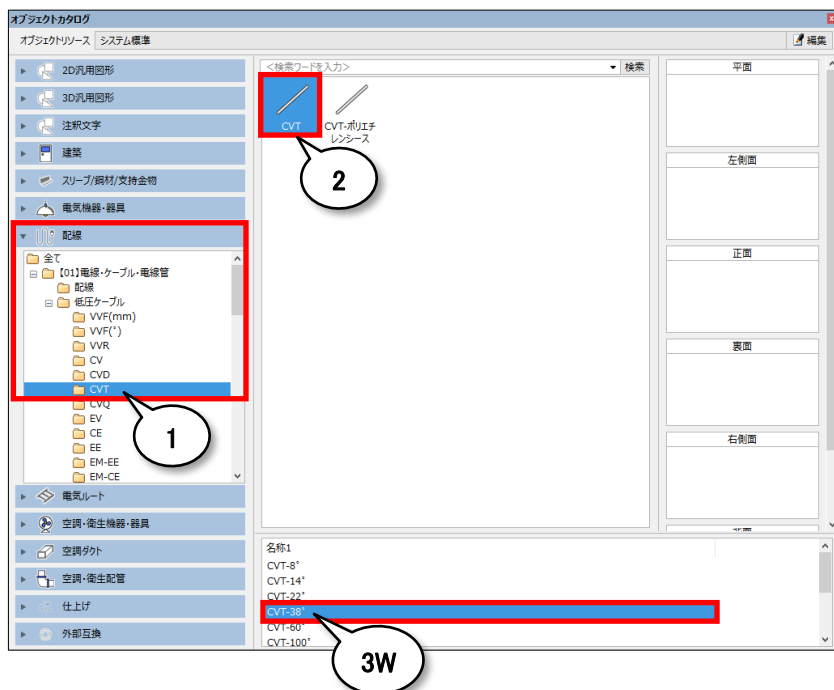 オブジェクトカタログ
オブジェクトリソース システム標準 編集
2D汎用図形
3D汎用図形
注釈文字
建築
スリーブ/鋼材/支持金物
電気機器・器具
配線
全て
【01】電線・ケーブル・電線管
配線
低圧ケーブル
VVF(mm)
VVF(゜)
VVR
CV
CVD
CVT
CVQ
EV
CE
EE
EM-EE
EM-CE
電気ルート
空調・衛生機器・器具
空調ダクト
空調・衛生配管
仕上げ
外部互換
1
<検索ワードを入力> 検索
CVT
CVT-ポリエチ
レンシース
2
平面
左側面
正面
裏面
右側面
名称1
CVT-8゜
CVT-14゜
CVT-22゜
CVT-38゜
CVT-60゜
CVT-100゜
3W